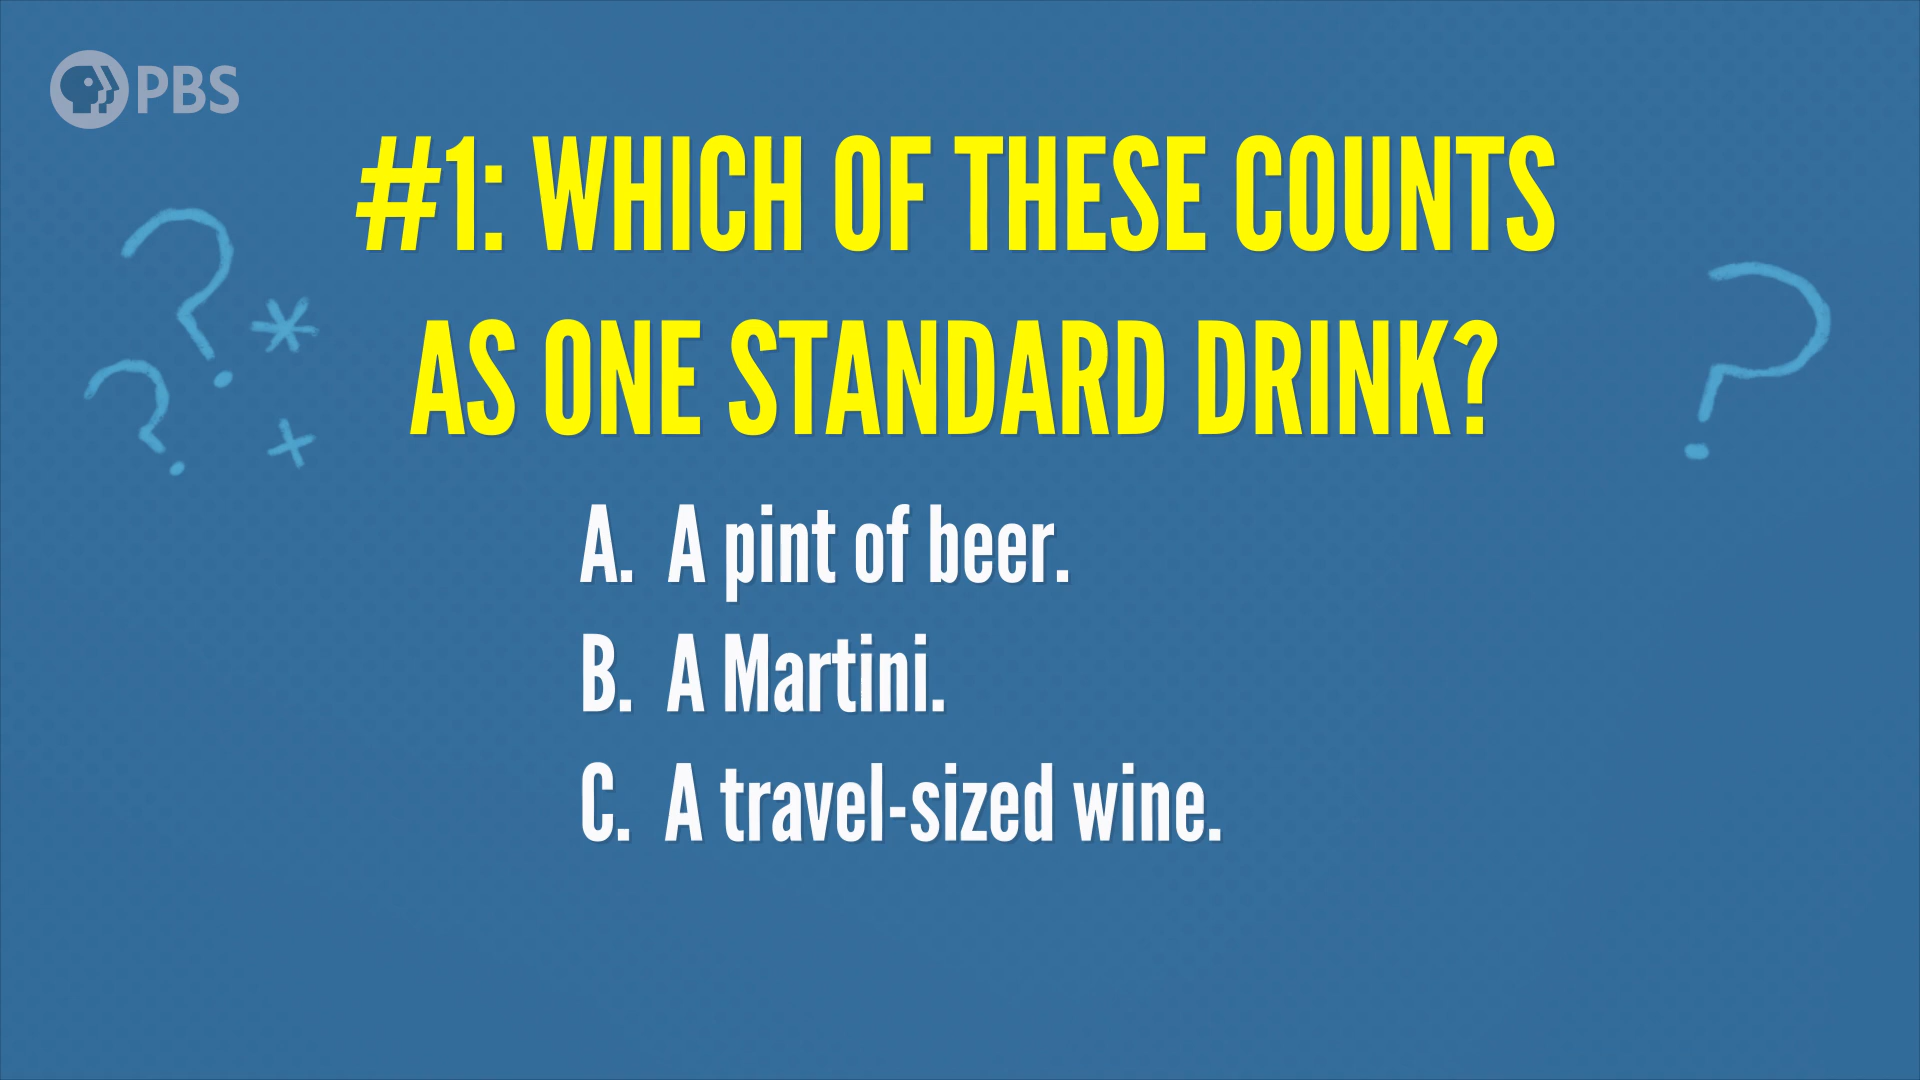 PBS
#1: WHICH OF THESE COUNTS
AS ONE STANDARD DRINK?
A. A pint of beer.
B. A Martini.
C. A travel-sized wine.